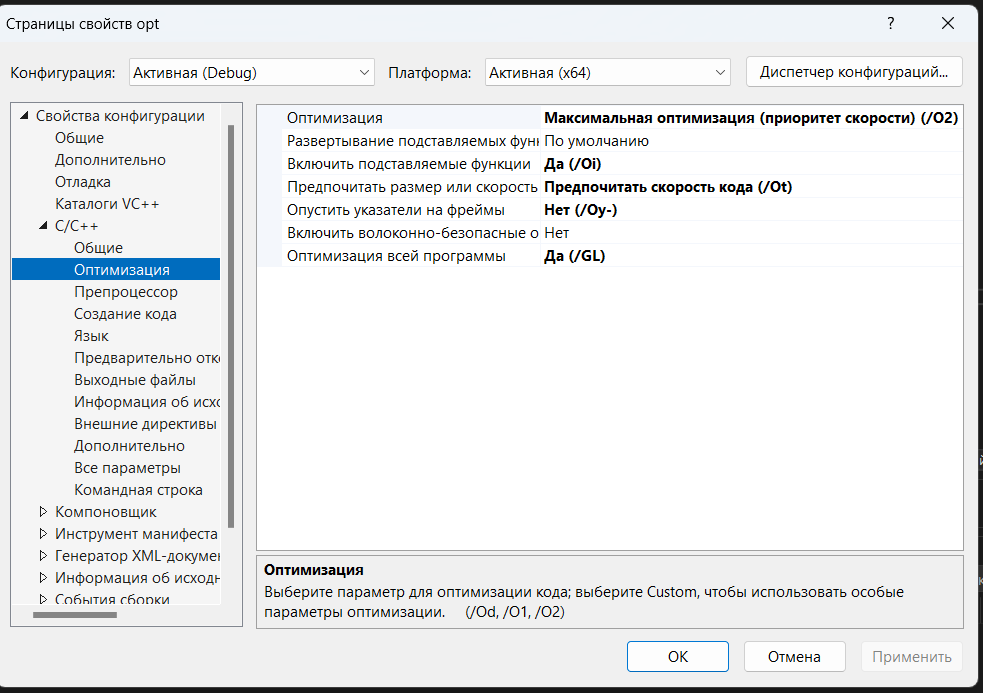 Страницы свойств opt
?
Конфигурация: Активная (Debug) Платформа: Активная (x64) Диспетчер конфигураций...
Свойства конфигурации
Общие
Дополнительно
Отладка
Каталоги VC++
C/C++
Общие
Оптимизация
Препроцессор
Создание кода
Язык
Предварительно отко
Выходные файлы
Информация об исхо
Внешние директивы
Дополнительно
Все параметры
Командная строка
Компоновщик
Инструмент манифеста
Генератор XML-докумен
Информация об исходн
События сборки
Оптимизация Максимальная оптимизация (приоритет скорости) (/O2)
Развертывание подставляемых функ По умолчанию
Включить подставляемые функции Да (/Oi)
Предпочитать размер или скорость Предпочитать скорость кода (/Ot)
Опустить указатели на фреймы Нет (/Oy-)
Включить волоконно-безопасные о Нет
Оптимизация всей программы Да (/GL)
Оптимизация
Выберите параметр для оптимизации кода; выберите Custom, чтобы использовать особые
параметры оптимизации. (/Od, /O1, /O2)
ОК Отмена Применить